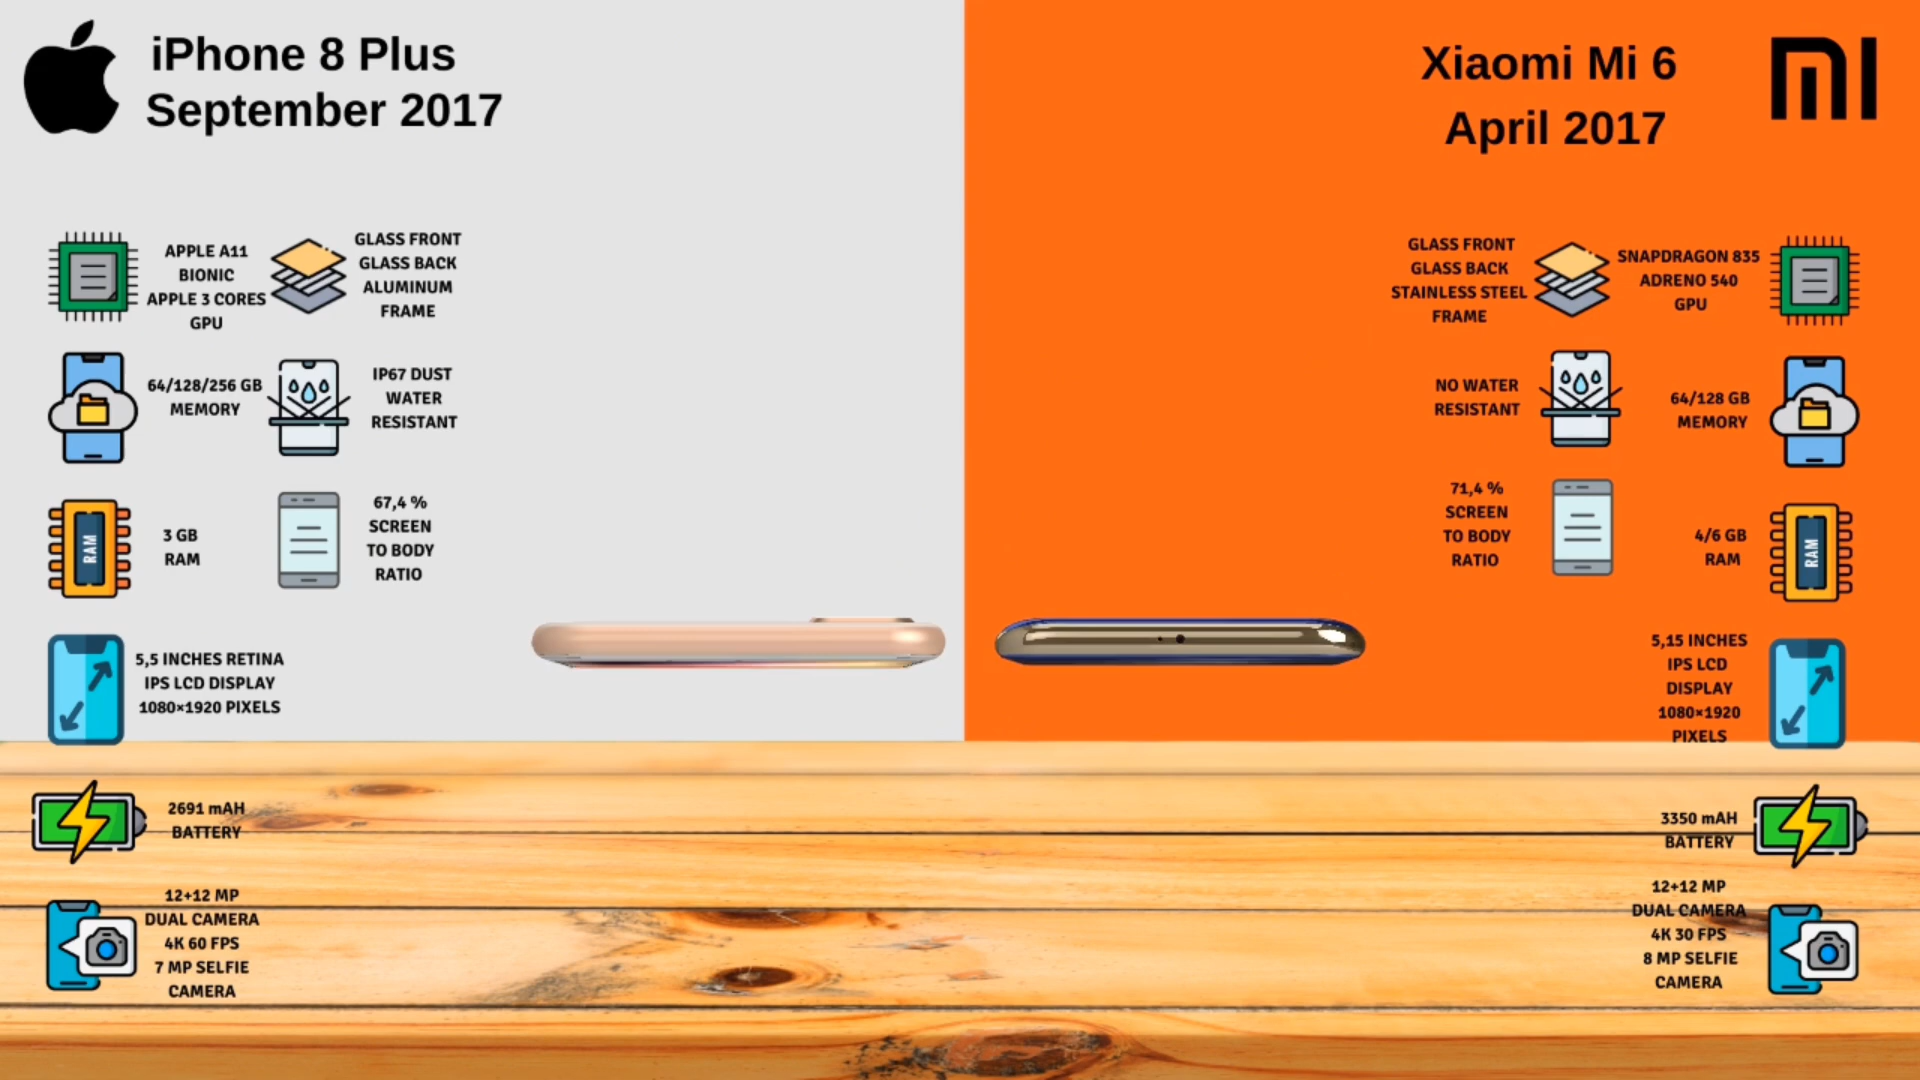 iPhone 8 Plus
September 2017
APPLE A11
BIONIC
APPLE 3 CORES
GPU
GLASS FRONT
GLASS BACK
ALUMINUM
FRAME
64/128/256 GB
MEMORY
IP67 DUST
WATER
RESISTANT
RAM
3 GB
RAM
67,4 %
SCREEN
TO BODY
RATIO
5,5 INCHES RETINA
IPS LCD DISPLAY
1080×1920 PIXELS
2691 mAH
BATTERY
12+12 MP
DUAL CAMERA
4K 60 FPS
7 MP SELFIE
CAMERA
Xiaomi Mi 6
April 2017
MI
GLASS FRONT
GLASS BACK
STAINLESS STEEL
FRAME
SNAPDRAGON 835
ADRENO 540
GPU
NO WATER
RESISTANT
64/128 GB
MEMORY
71,4 %
SCREEN
TO BODY
RATIO
4/6 GB
RAM
RAM
5,15 INCHES
IPS LCD
DISPLAY
1080×1920
PIXELS
3350 mAH
BATTERY
12+12 MP
DUAL CAMERA
4K 30 FPS
8 MP SELFIE
CAMERA